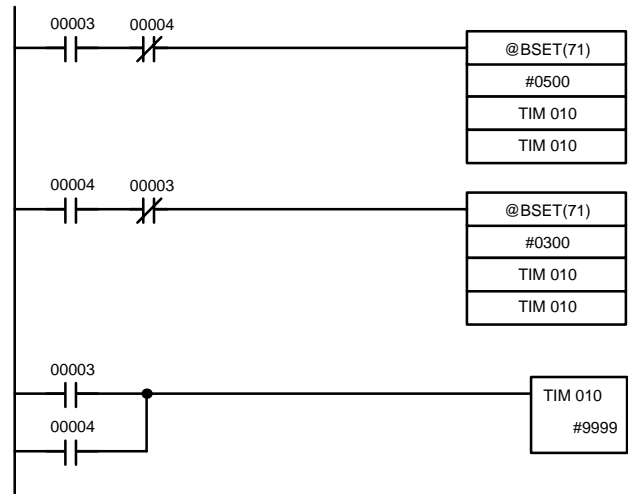 00003 00004
@BSET(71)
#0500
TIM 010
TIM 010
00004 00003
@BSET(71)
#0300
TIM 010
TIM 010
00003
TIM 010
00004
#9999